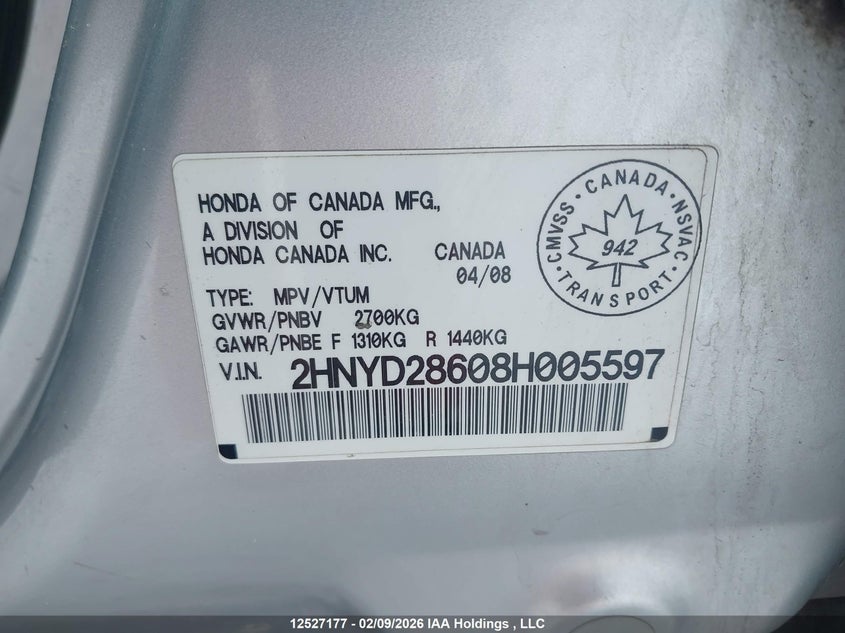 HONDA OF CANADA MFG.,
A DIVISION OF
HONDA CANADA INC. CANADA
04/08
TYPE: MPV/VTUM
GVWR/PNBV 2700KG
GAWR/PNBE F 1310KG R 1440KG
V.I.N. 2HNYD28608H005597
CMVSS · CANADA · NSVAC
942
· TRANSPORT ·
12527177 - 02/09/2026 IAA Holdings , LLC